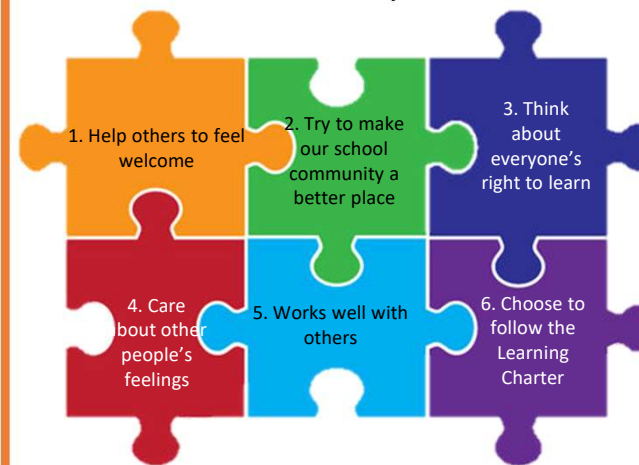 1. Help others to feel
welcome
2. Try to make
our school
community a
better place
3. Think
about
everyone's
right to learn
4. Care
about other
people's
feelings
5. Works well with
others
6. Choose to
follow the
Learning
Charter